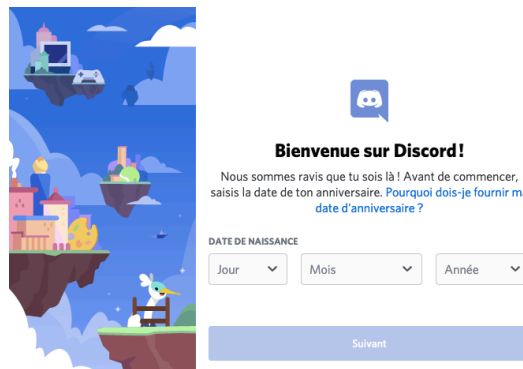 Bienvenue sur Discord !
Nous sommes ravis que tu sois là ! Avant de commencer,
saisis la date de ton anniversaire. Pourquoi dois-je fournir m
date d'anniversaire ?
DATE DE NAISSANCE
Jour Mois Année
Suivant